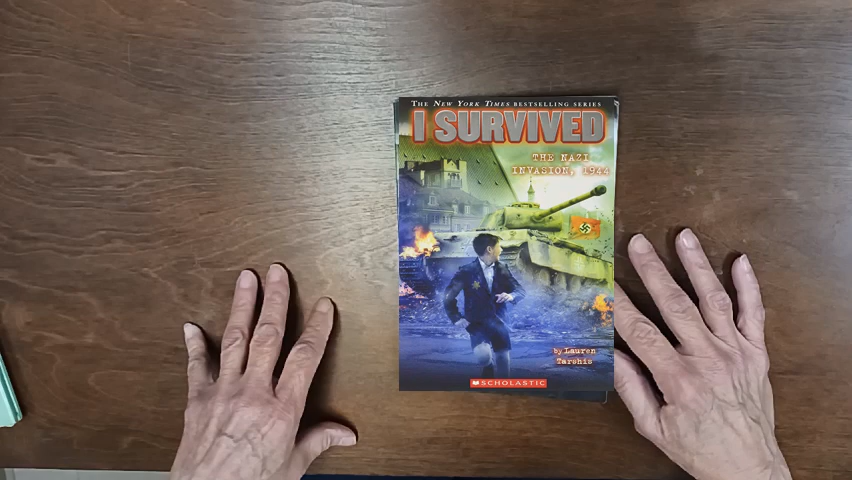 THE NEW YORK TIMES BESTSELLING SERIES
I SURVIVED
THE NAZI
INVASION, 1944
by Lauren
Tarshis
SCHOLASTIC